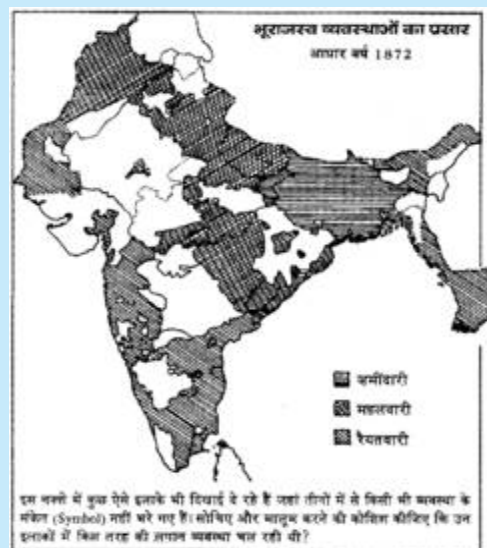 भूराजस्व व्यवस्थाओं का प्रसार
आधार वर्ष 1872
ज़मींदारी
महलवारी
रैयतवारी
इस नक्शे में कुछ ऐसे इलाके भी दिखाई दे रहे हैं जहां तीनों में से किसी भी व्यवस्था के
संकेत (Symbol) नहीं भरे गए हैं। सोचिए और मालूम करने की कोशिश कीजिए कि उन
इलाकों में किस तरह की लगान व्यवस्था चल रही थी?